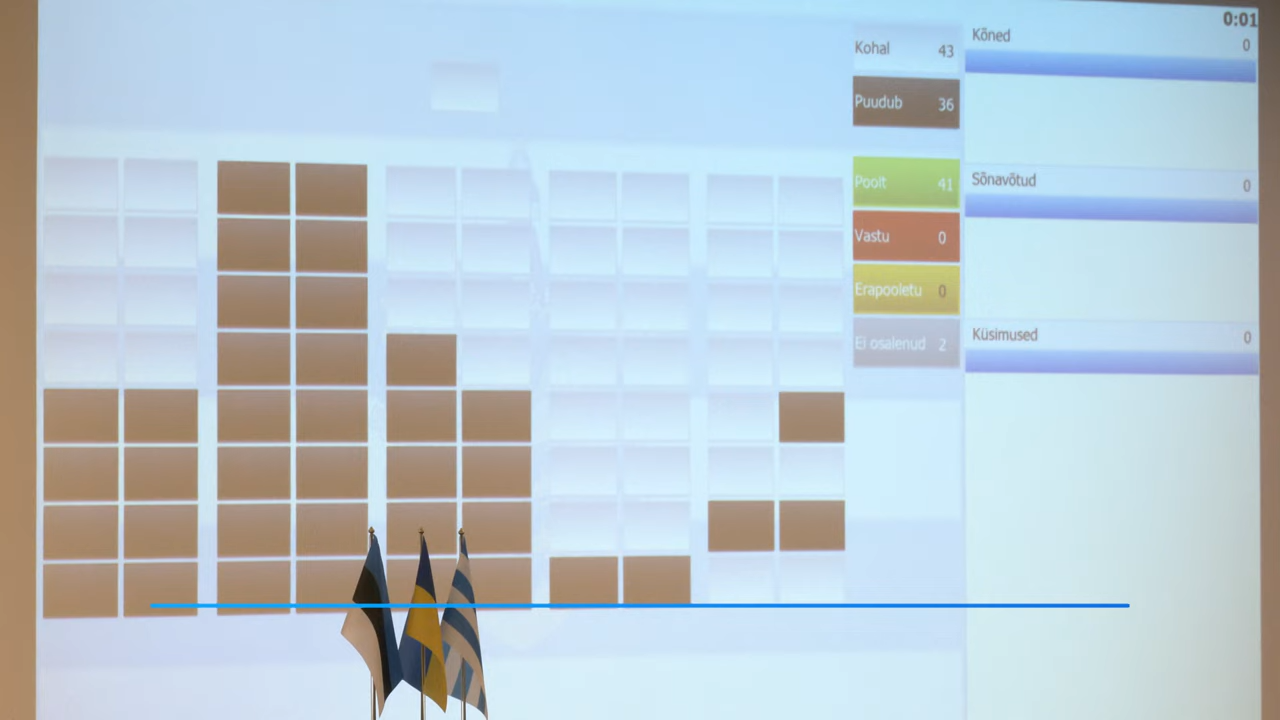 0:01
Kohal 43
Puudub 36
Poolt 41
Vastu 0
Erapooletu 0
Ei osalenud 2
Kõned 0
Sõnavõtud 0
Küsimused 0